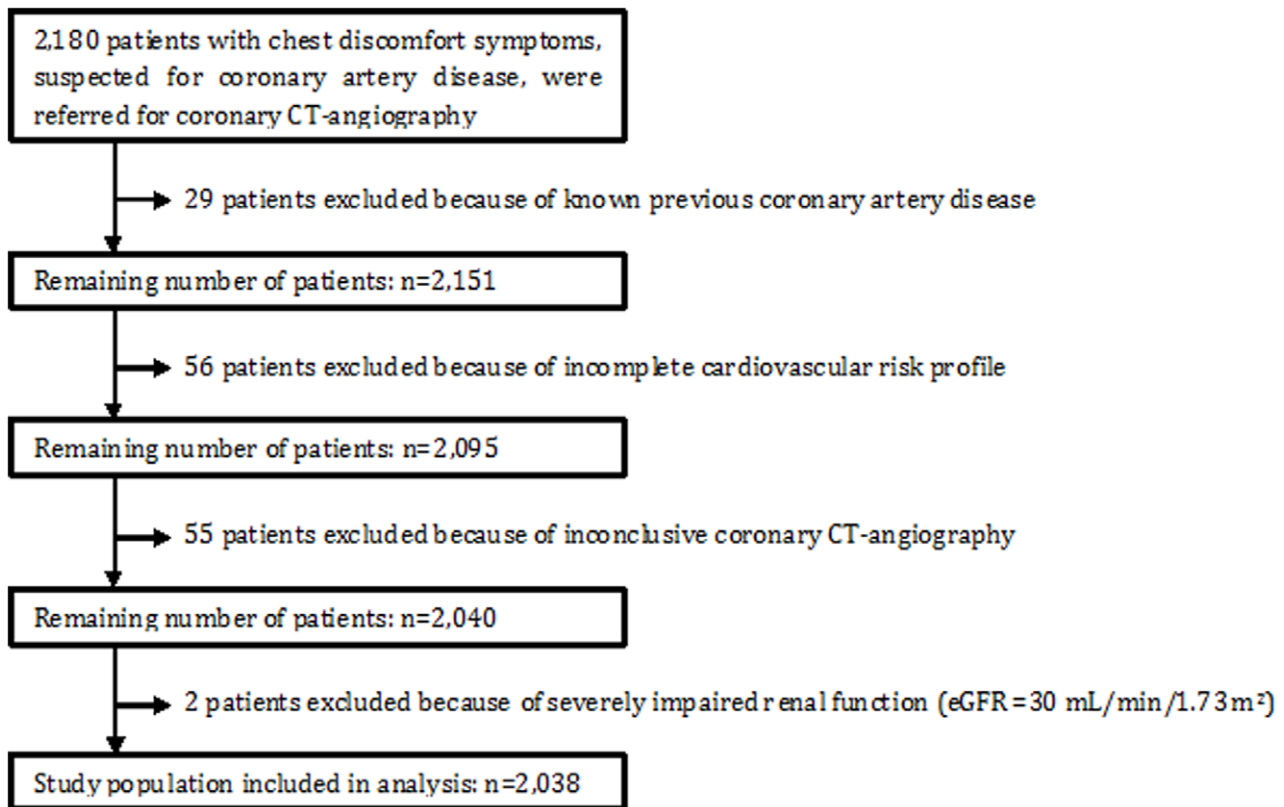 2,180 patients with chest discomfort symptoms,
suspected for coronary artery disease, were
referred for coronary CT-angiography
29 patients excluded because of known previous coronary artery disease
Remaining number of patients: n=2,151
56 patients excluded because of incomplete cardiovascular risk profile
Remaining number of patients: n=2,095
55 patients excluded because of inconclusive coronary CT-angiography
Remaining number of patients: n=2,040
2 patients excluded because of severely impaired renal function (eGFR=30 mL/min/1.73m²)
Study population included in analysis: n=2,038